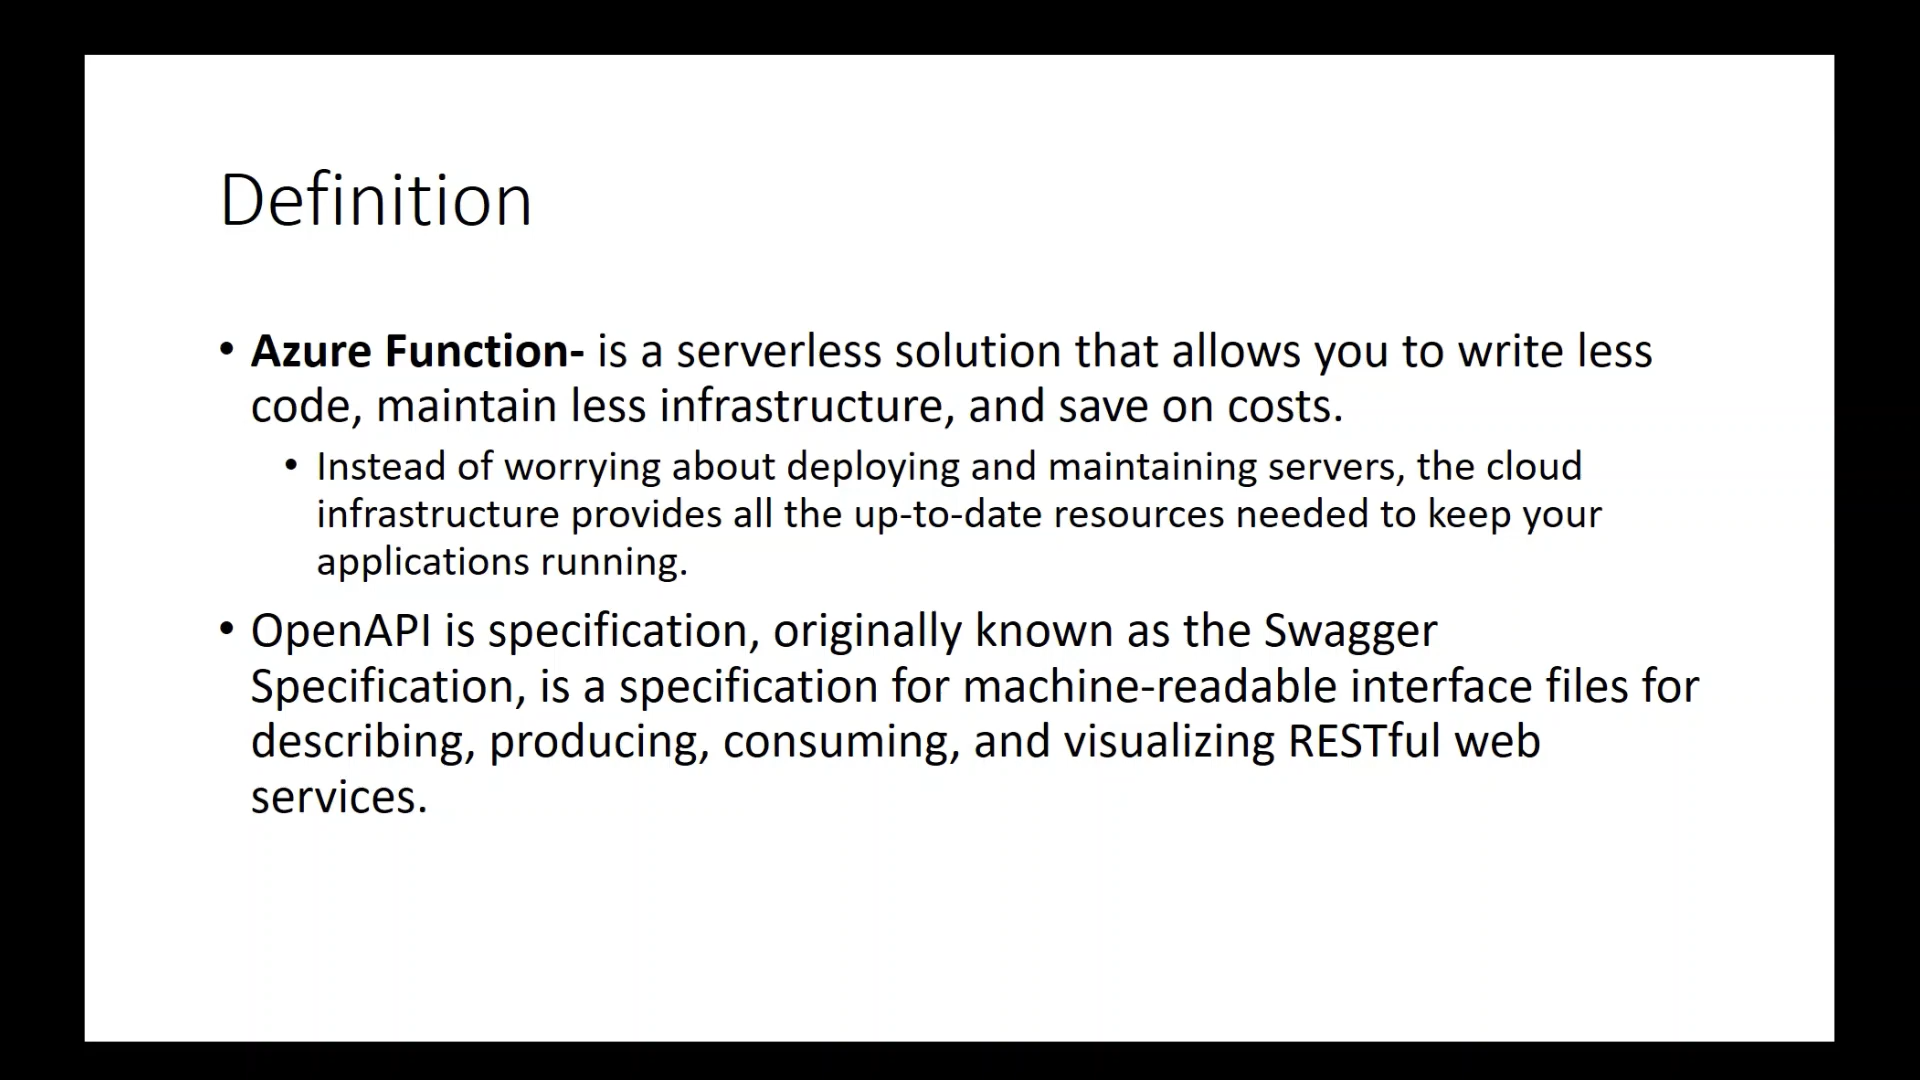 Definition
• Azure Function- is a serverless solution that allows you to write less
code, maintain less infrastructure, and save on costs.
• Instead of worrying about deploying and maintaining servers, the cloud
infrastructure provides all the up-to-date resources needed to keep your
applications running.
• OpenAPI is specification, originally known as the Swagger
Specification, is a specification for machine-readable interface files for
describing, producing, consuming, and visualizing RESTful web
services.